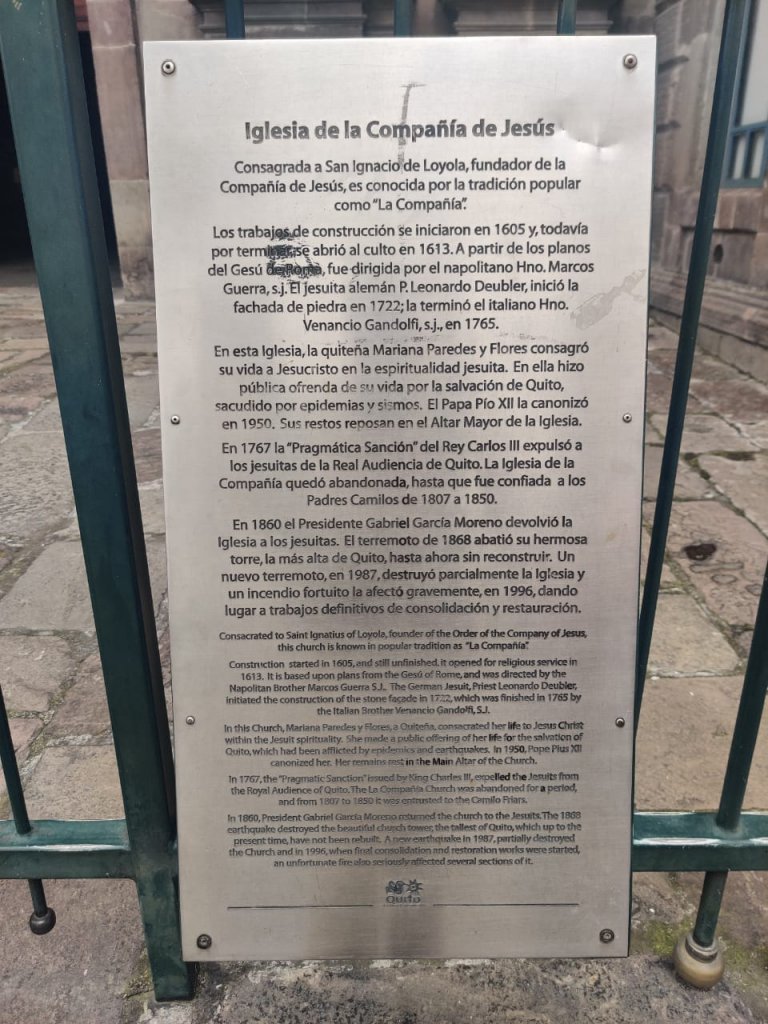 Iglesia de la Compañía de Jesús
Consagrada a San Ignacio de Loyola, fundador de la
Compañía de Jesús, es conocida por la tradición popular
como "La Compañía".
Los trabajos de construcción se iniciaron en 1605 y, todavía
por terminar, se abrió al culto en 1613. A partir de los planos
del Gesú de Roma, fue dirigida por el napolitano Hno. Marcos
Guerra, s.j. El jesuita alemán P. Leonardo Deubler, inició la
fachada de piedra en 1722; la terminó el italiano Hno.
Venancio Gandolfi, s.j., en 1765.
En esta Iglesia, la quiteña Mariana Paredes y Flores consagró
su vida a Jesucristo en la espiritualidad jesuita. En ella hizo
pública ofrenda de su vida por la salvación de Quito,
sacudido por epidemias y sismos. El Papa Pío XII la canonizó
en 1950. Sus restos reposan en el Altar Mayor de la Iglesia.
En 1767 la "Pragmática Sanción" del Rey Carlos III expulsó a
los jesuitas de la Real Audiencia de Quito. La Iglesia de la
Compañía quedó abandonada, hasta que fue confiada a los
Padres Camilos de 1807 a 1850.
En 1860 el Presidente Gabriel García Moreno devolvió la
Iglesia a los jesuitas. El terremoto de 1868 abatió su hermosa
torre, la más alta de Quito, hasta ahora sin reconstruir. Un
nuevo terremoto, en 1987, destruyó parcialmente la Iglesia y
un incendio fortuito la afectó gravemente, en 1996, dando
lugar a trabajos definitivos de consolidación y restauración.
Consacrated to Saint Ignatius of Loyola, founder of the Order of the Company of Jesus,
this church is known in popular tradition as "La Compañía".
Construction started in 1605, and still unfinished, it opened for religious service in
1613. It is based upon plans from the Gesú of Rome, and was directed by the
Napolitan Brother Marcos Guerra S.J. The German Jesuit, Priest Leonardo Deubler,
initiated the construction of the stone façade in 1722, which was finished in 1765 by
the Italian Brother Venancio Gandolfi, S.J.
In this Church, Mariana Paredes y Flores, a Quiteña, consacrated her life to Jesus Christ
within the Jesuit spirituality. She made a public offering of her life for the salvation of
Quito, which had been afflicted by epidemics and earthquakes. In 1950, Pope Pius XII
canonized her. Her remains rest in the Main Altar of the Church.
In 1767, the "Pragmatic Sanction" issued by King Charles III, expelled the Jesuits from
the Royal Audience of Quito. The La Compañía Church was abandoned for a period,
and from 1807 to 1850 it was entrusted to the Camilo Friars.
In 1860, President Gabriel García Moreno returned the church to the Jesuits. The 1868
earthquake destroyed the beautiful church tower, the tallest of Quito, which up to the
present time, have not been rebuilt. A new earthquake in 1987, partially destroyed
the Church and in 1996, when final consolidation and restoration works were started,
an unfortunate fire also seriously affected several sections of it.
Quito